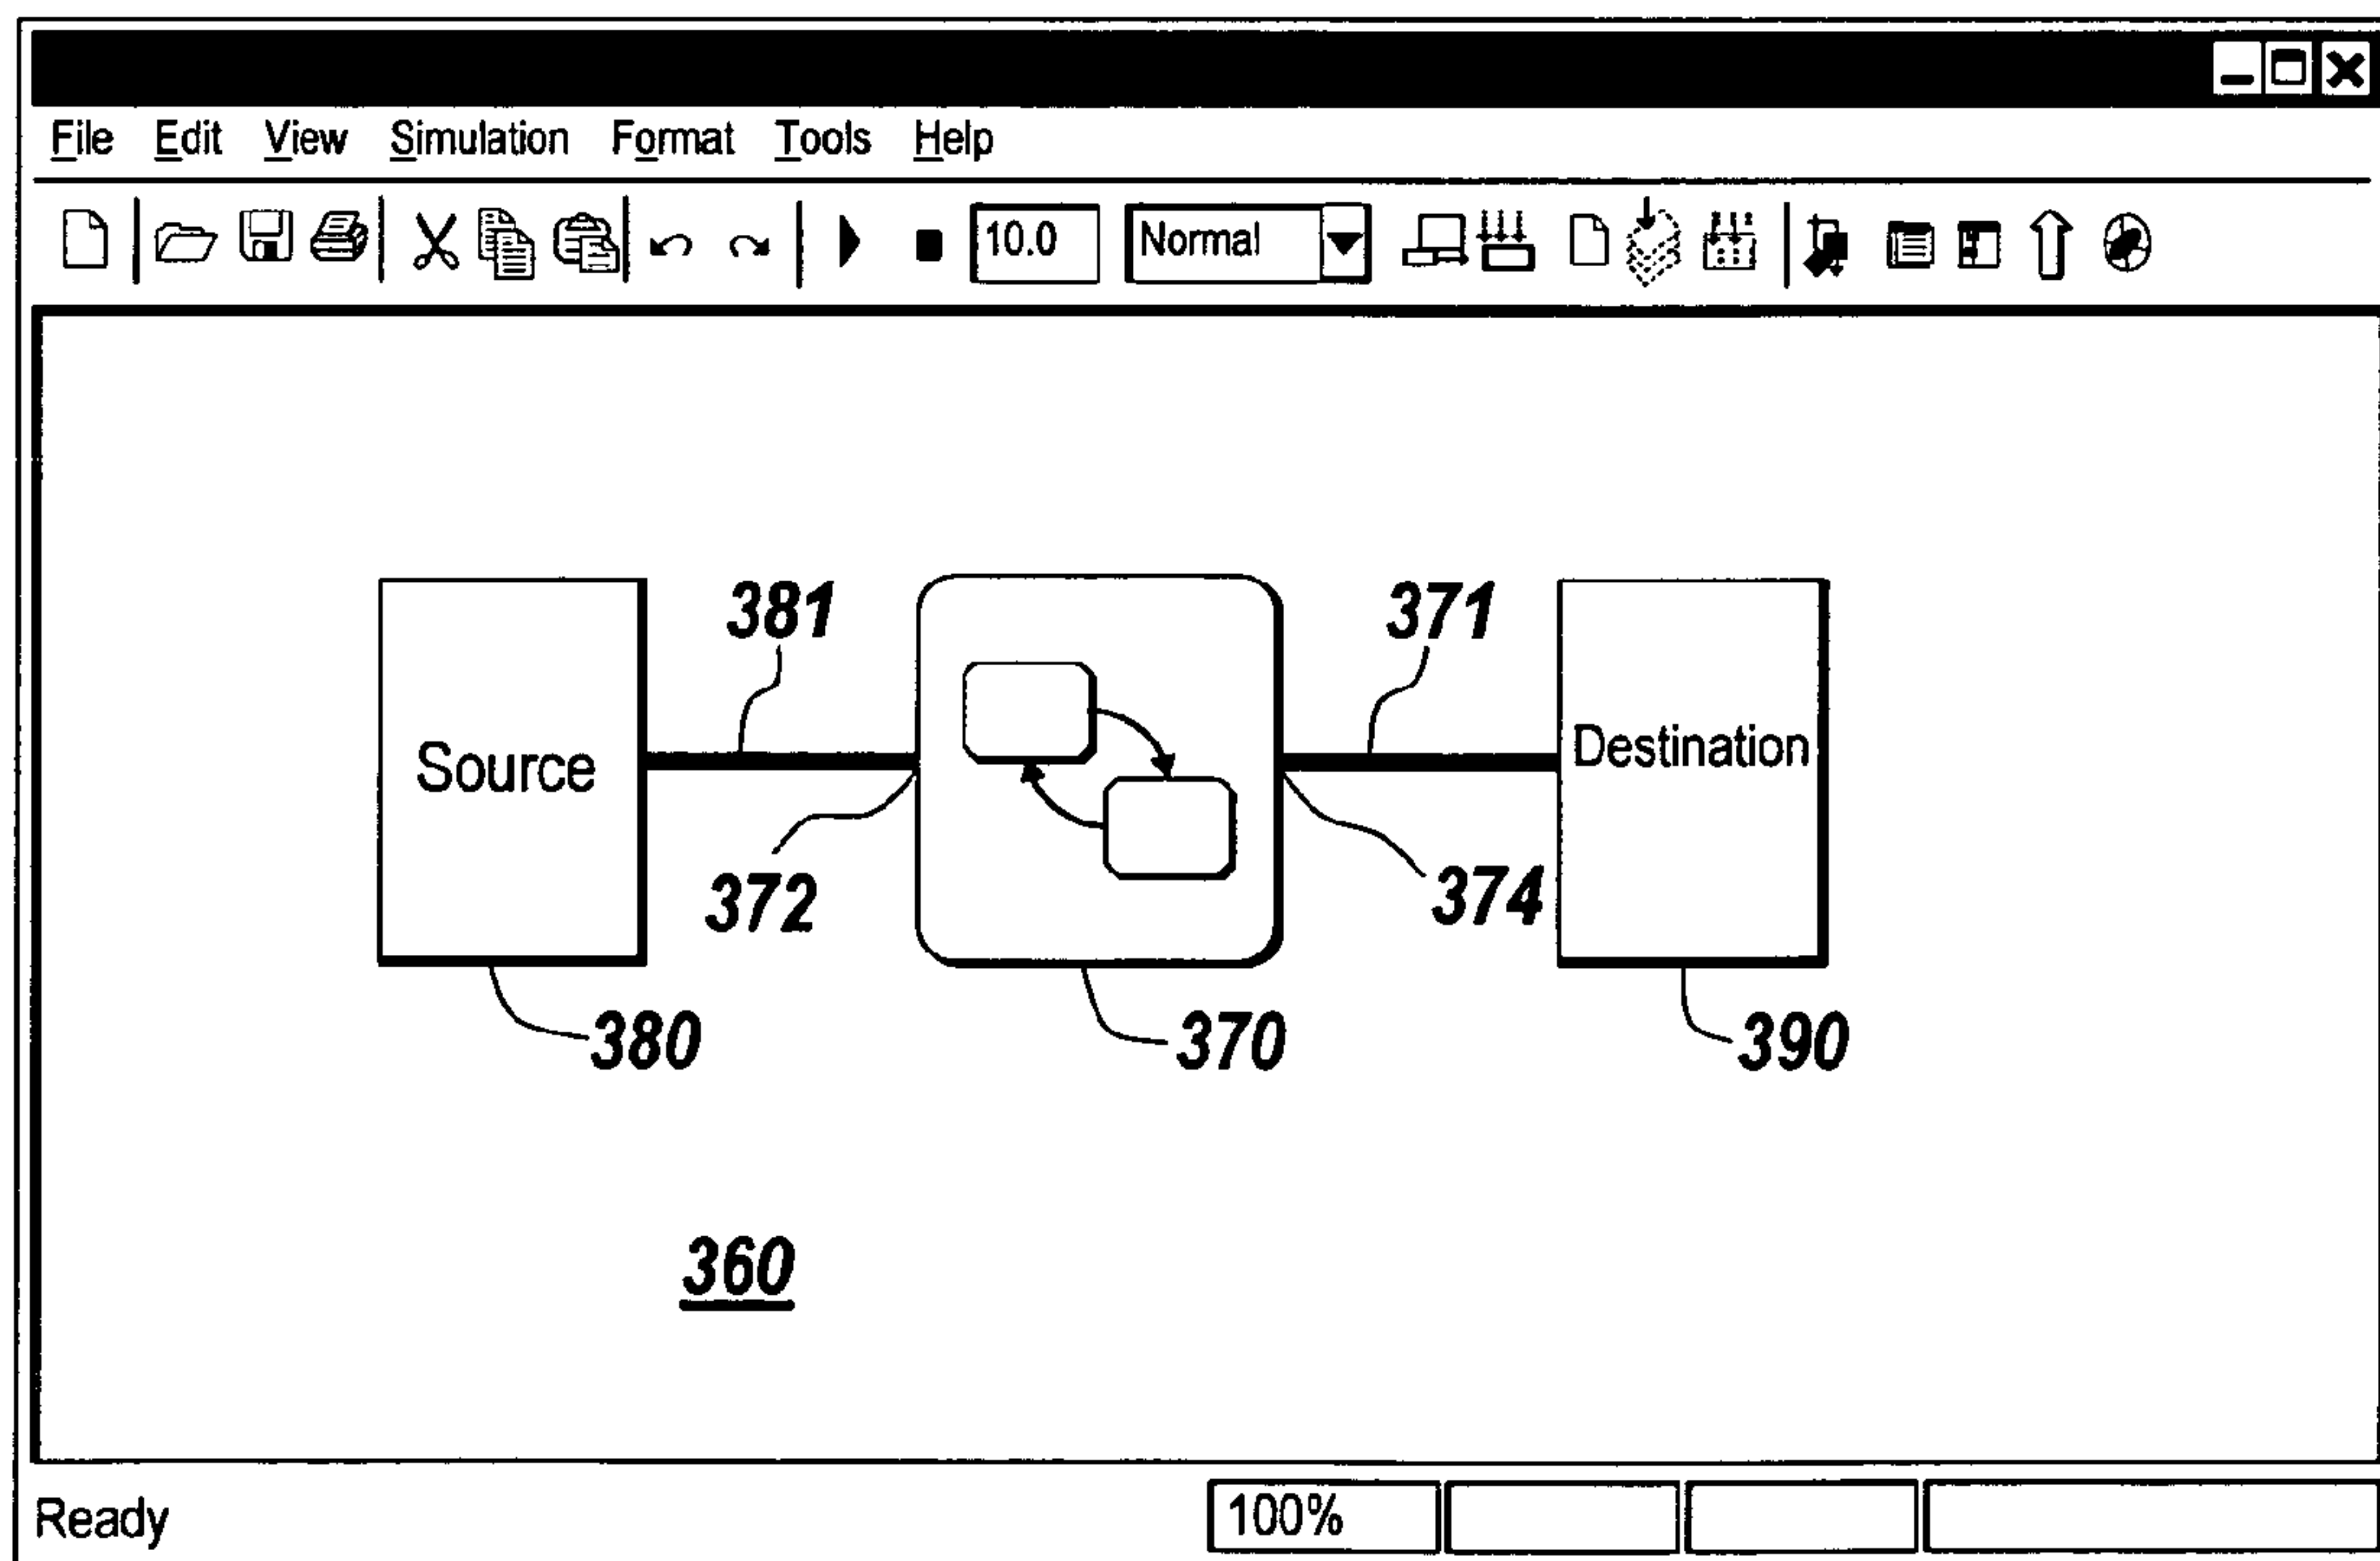 File Edit View Simulation Format Tools Help
10.0 Normal
381 371
Source Destination
372 374
380 370 390
360
Ready 100%